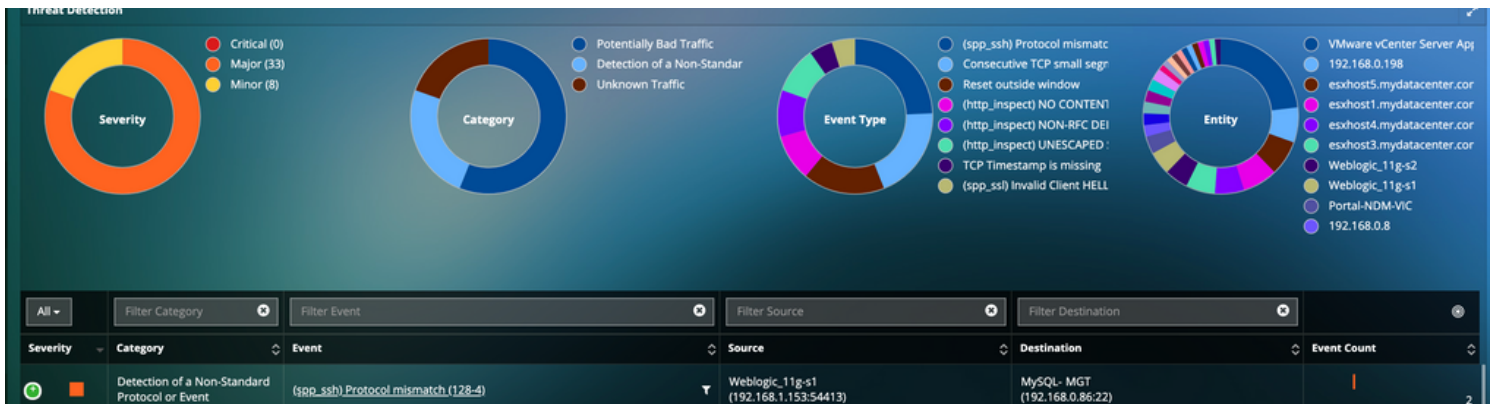 Threat Detection
Severity
Critical (0)
Major (33)
Minor (8)
Category
Potentially Bad Traffic
Detection of a Non-Standar
Unknown Traffic
Event Type
(spp_ssh) Protocol mismatc
Consecutive TCP small segn
Reset outside window
(http_inspect) NO CONTENT
(http_inspect) NON-RFC DEI
(http_inspect) UNESCAPED :
TCP Timestamp is missing
(spp_ssl) Invalid Client HELL
Entity
VMware vCenter Server App
192.168.0.198
esxhost5.mydatacenter.cor
esxhost1.mydatacenter.cor
esxhost4.mydatacenter.cor
esxhost3.mydatacenter.cor
Weblogic_11g-s2
Weblogic_11g-s1
Portal-NDM-VIC
192.168.0.8
All
Filter Category
Filter Event
Filter Source
Filter Destination
Severity
Category
Event
Source
Destination
Event Count
Detection of a Non-Standard
Protocol or Event
(spp_ssh) Protocol mismatch (128-4)
Weblogic_11g-s1
(192.168.1.153:54413)
MySQL- MGT
(192.168.0.86:22)
2